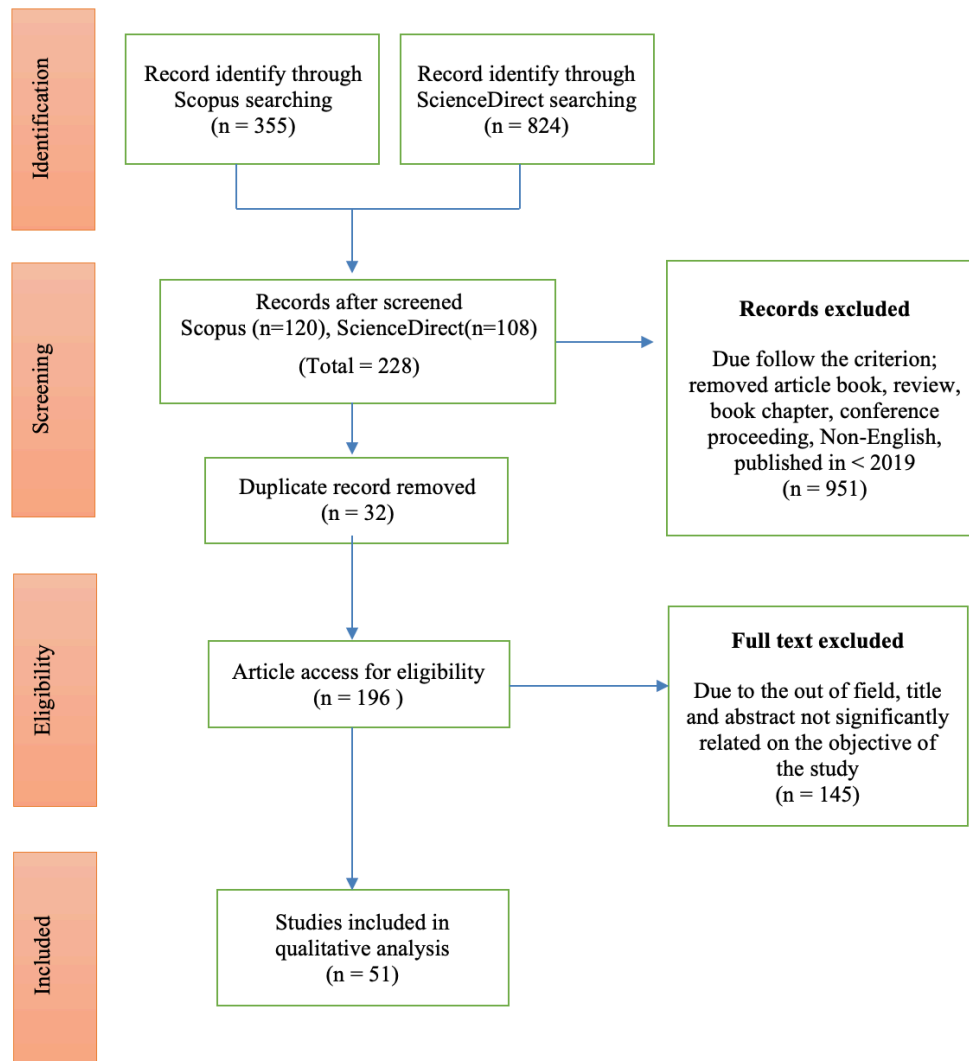 Identification
Record identify through
Scopus searching
(n = 355)
Record identify through
ScienceDirect searching
(n = 824)
Screening
Records after screened
Scopus (n=120), ScienceDirect(n=108)
(Total = 228)
Records excluded
Due follow the criterion;
removed article book, review,
book chapter, conference
proceeding, Non-English,
published in < 2019
(n = 951)
Duplicate record removed
(n = 32)
Eligibility
Article access for eligibility
(n = 196 )
Full text excluded
Due to the out of field, title
and abstract not significantly
related on the objective of
the study
(n = 145)
Included
Studies included in
qualitative analysis
(n = 51)